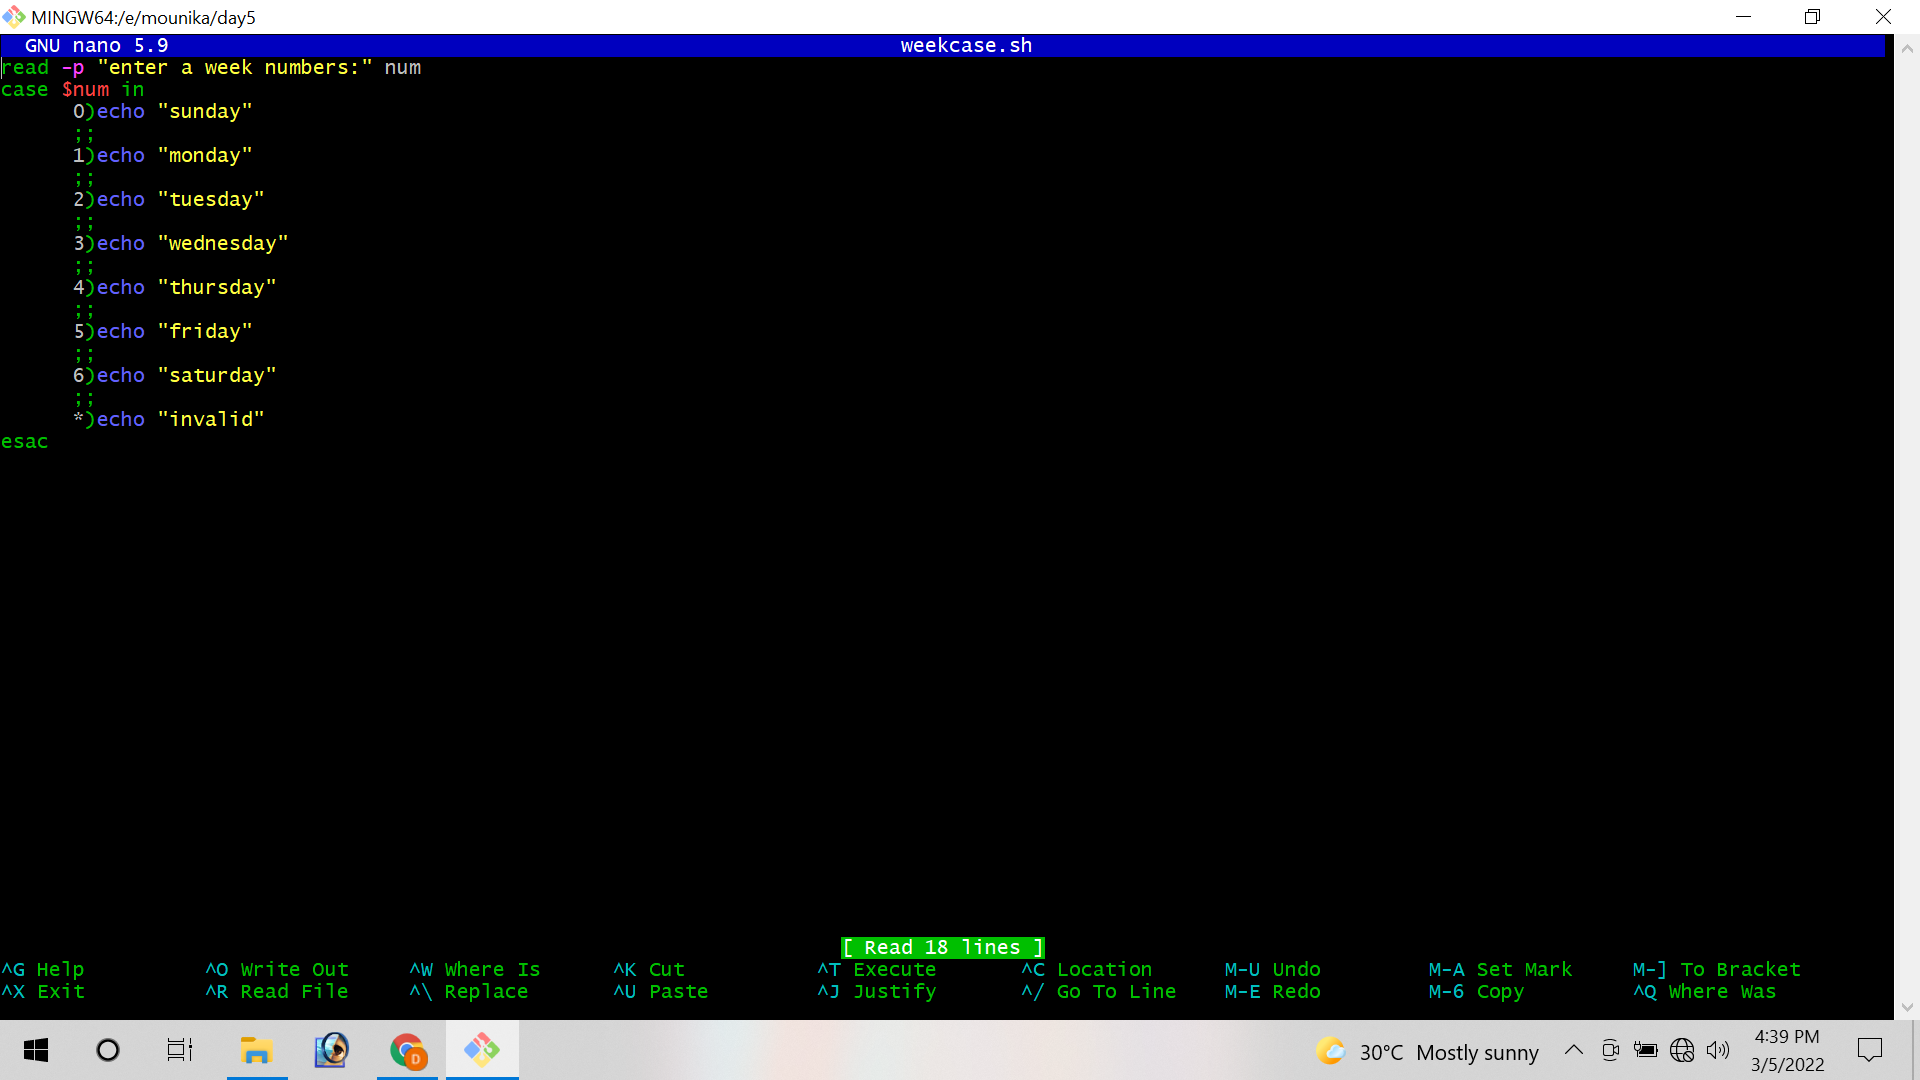 MINGW64:/e/mounika/day5
GNU nano 5.9 weekcase.sh
read -p "enter a week numbers:" num
case $num in
0)echo "sunday"
;;
1)echo "monday"
;;
2)echo "tuesday"
;;
3)echo "wednesday"
;;
4)echo "thursday"
;;
5)echo "friday"
;;
6)echo "saturday"
;;
*)echo "invalid"
esac
[ Read 18 lines ]
^G Help ^O Write Out ^W Where Is ^K Cut ^T Execute ^C Location M-U Undo M-A Set Mark M-] To Bracket
^X Exit ^R Read File ^\ Replace ^U Paste ^J Justify ^/ Go To Line M-E Redo M-6 Copy ^Q Where Was
D
30°C Mostly sunny
4:39 PM
3/5/2022